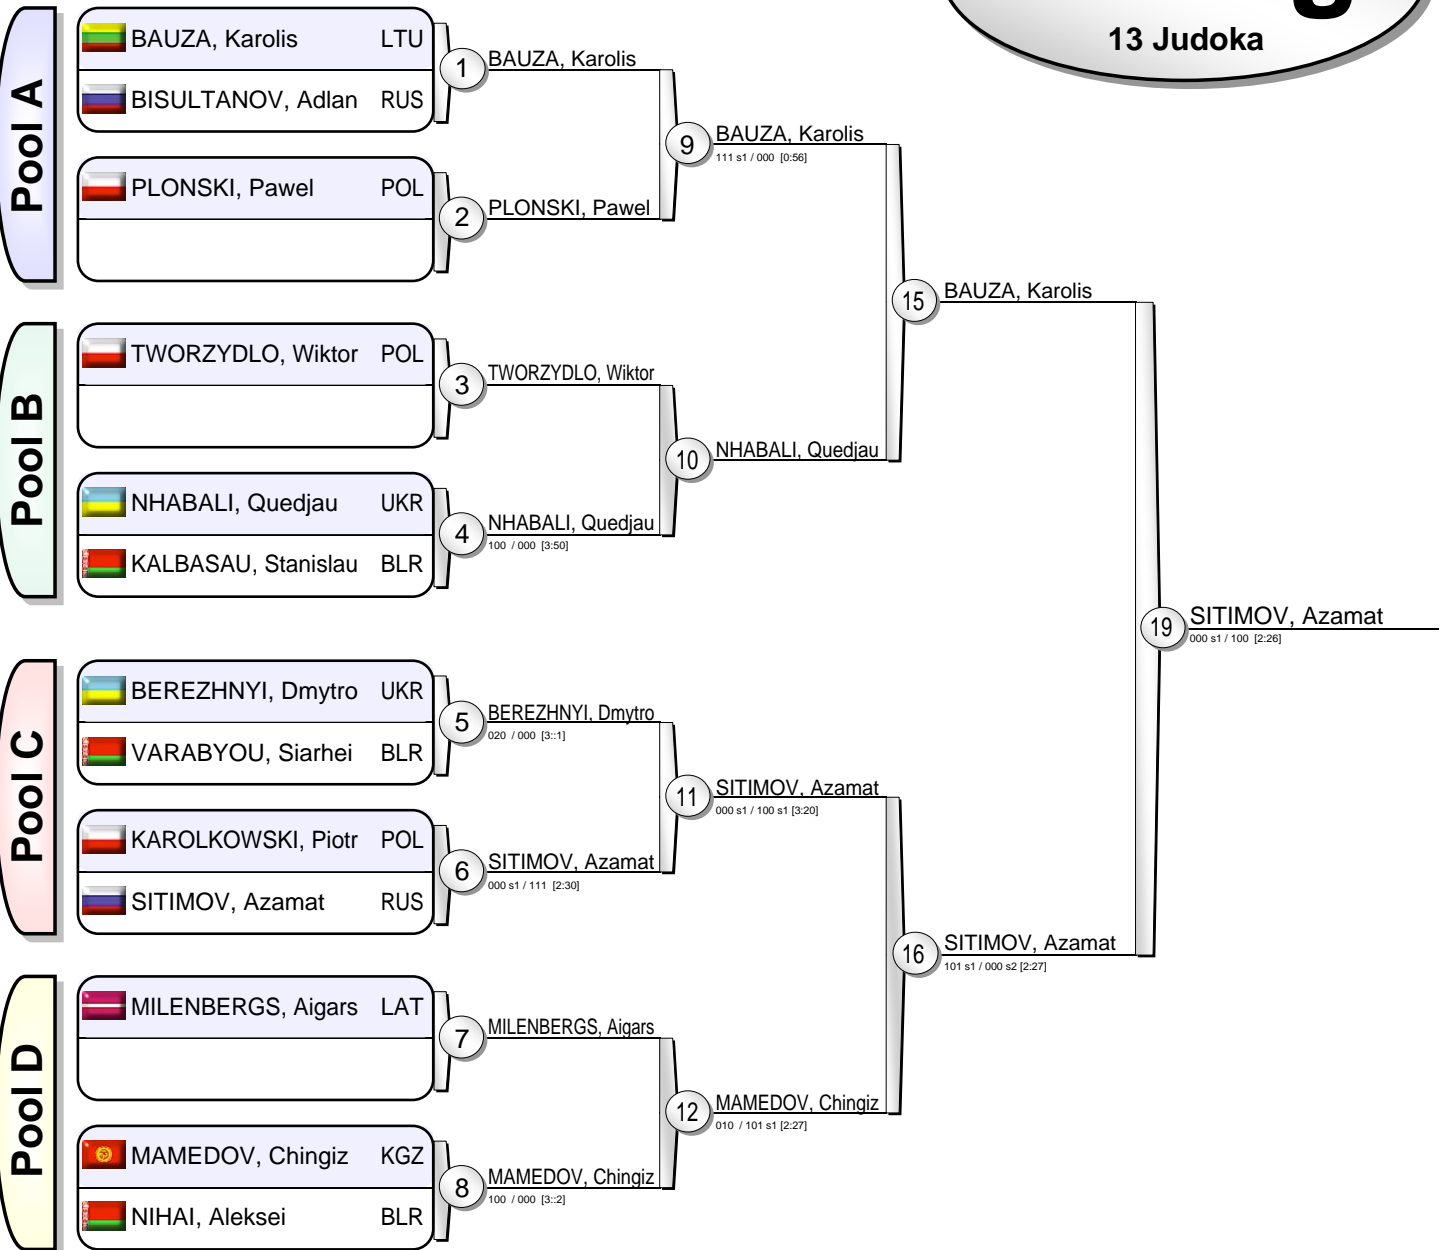 13 Judoka
Pool A
BAUZA, Karolis LTU
BISULTANOV, Adlan RUS
1
BAUZA, Karolis
PLONSKI, Pawel POL
2
PLONSKI, Pawel
9
BAUZA, Karolis
111 s1 / 000 [0:56]
Pool B
TWORZYDLO, Wiktor POL
3
TWORZYDLO, Wiktor
NHABALI, Quedjau UKR
KALBASAU, Stanislau BLR
4
NHABALI, Quedjau
100 / 000 [3:50]
10
NHABALI, Quedjau
15
BAUZA, Karolis
Pool C
BEREZHNYI, Dmytro UKR
VARABYOU, Siarhei BLR
5
BEREZHNYI, Dmytro
020 / 000 [3::1]
KAROLKOWSKI, Piotr POL
SITIMOV, Azamat RUS
6
SITIMOV, Azamat
000 s1 / 111 [2:30]
11
SITIMOV, Azamat
000 s1 / 100 s1 [3:20]
Pool D
MILENBERGS, Aigars LAT
7
MILENBERGS, Aigars
MAMEDOV, Chingiz KGZ
NIHAI, Aleksei BLR
8
MAMEDOV, Chingiz
100 / 000 [3::2]
12
MAMEDOV, Chingiz
010 / 101 s1 [2:27]
16
SITIMOV, Azamat
101 s1 / 000 s2 [2:27]
19
SITIMOV, Azamat
000 s1 / 100 [2:26]